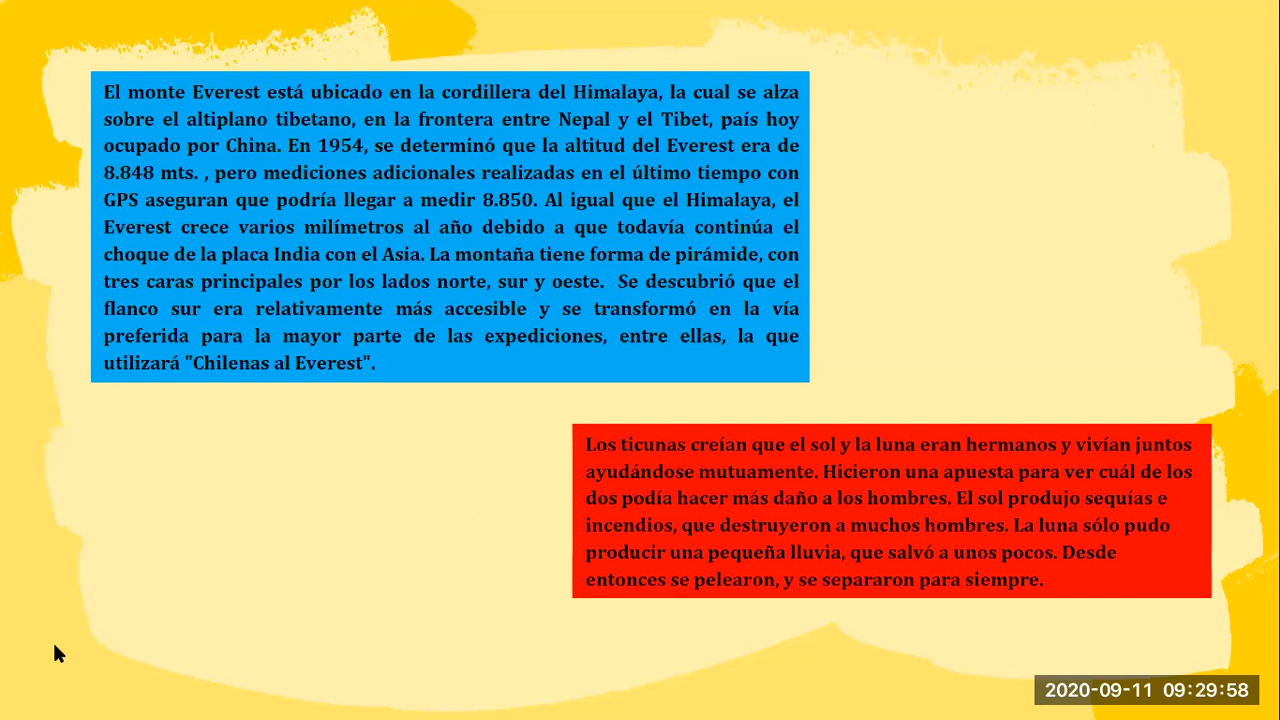 El monte Everest está ubicado en la cordillera del Himalaya, la cual se alza
sobre el altiplano tibetano, en la frontera entre Nepal y el Tibet, país hoy
ocupado por China. En 1954, se determinó que la altitud del Everest era de
8.848 mts. , pero mediciones adicionales realizadas en el último tiempo con
GPS aseguran que podría llegar a medir 8.850. Al igual que el Himalaya, el
Everest crece varios milímetros al año debido a que todavía continúa el
choque de la placa India con el Asia. La montaña tiene forma de pirámide, con
tres caras principales por los lados norte, sur y oeste. Se descubrió que el
flanco sur era relativamente más accesible y se transformó en la vía
preferida para la mayor parte de las expediciones, entre ellas, la que
utilizará "Chilenas al Everest".
Los ticunas creían que el sol y la luna eran hermanos y vivían juntos
ayudándose mutuamente. Hicieron una apuesta para ver cuál de los
dos podía hacer más daño a los hombres. El sol produjo sequías e
incendios, que destruyeron a muchos hombres. La luna sólo pudo
producir una pequeña lluvia, que salvó a unos pocos. Desde
entonces se pelearon, y se separaron para siempre.
2020-09-11 09:29:58